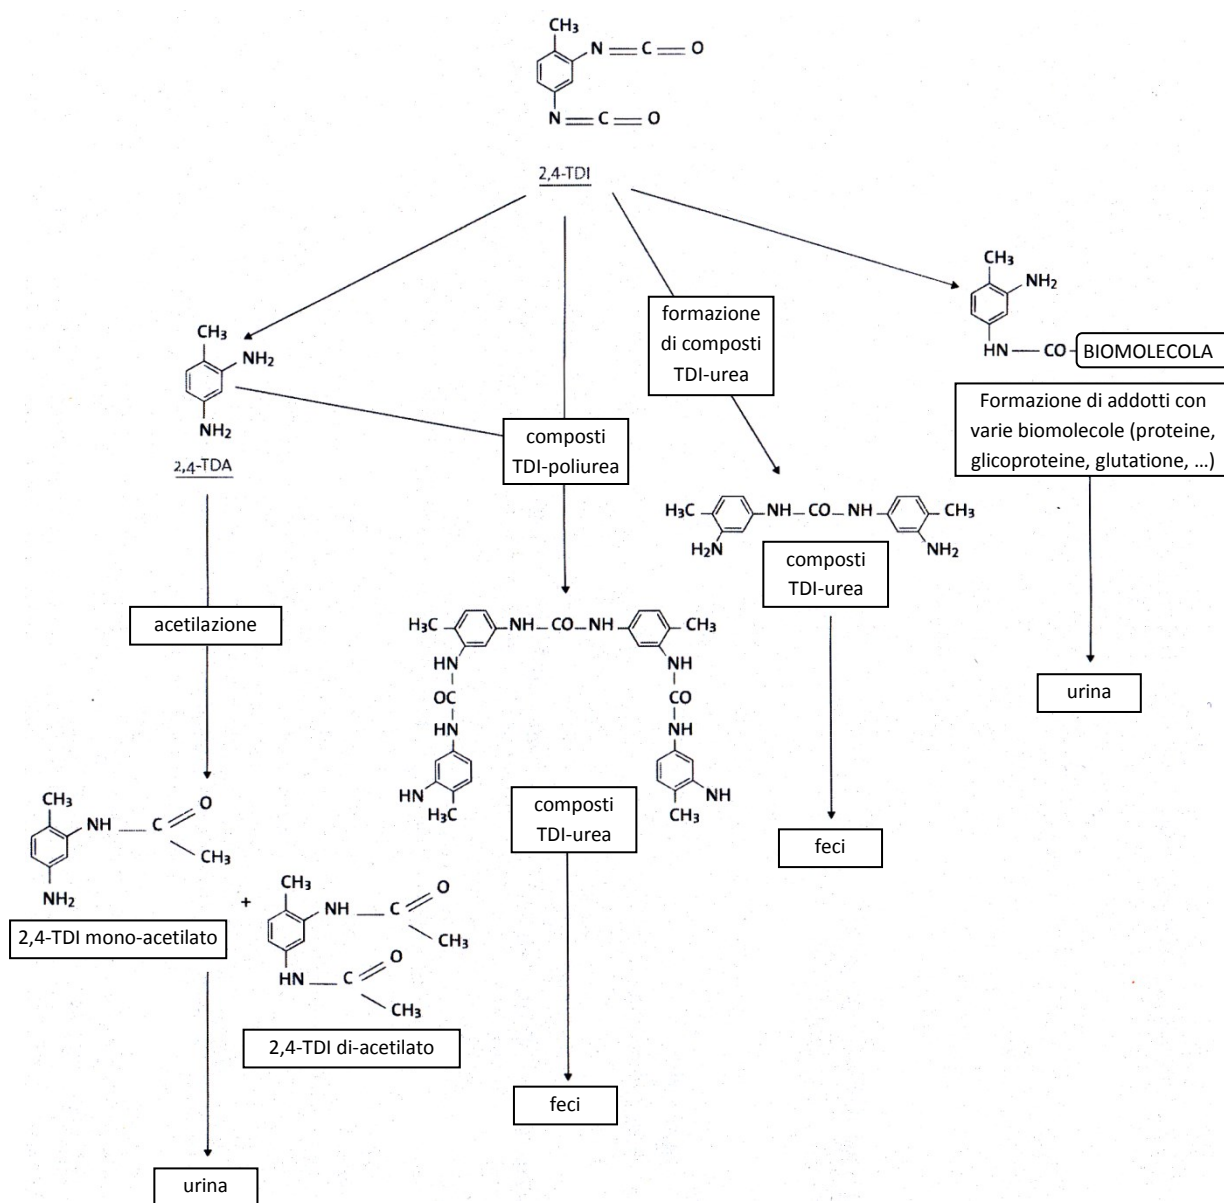 CH₃
N
C
O
N
C
O
2,4-TDI
CH₃
NH₂
NH₂
2,4-TDA
composti
TDI-poliurea
formazione
di composti
TDI-urea
CH₃
NH₂
HN
CO
BIOMOLECOLA
Formazione di addotti con
varie biomolecole (proteine,
glicoproteine, glutatione, ...)
H₃C
NH
CO
NH
CH₃
H₂N
NH₂
composti
TDI-urea
acetilazione
H₃C
NH
CO
NH
CH₃
HN
OC
HN
NH
CO
NH
HN
H₃C
NH
CH₃
composti
TDI-urea
urina
feci
CH₃
NH
C
O
CH₃
NH₂
2,4-TDI mono-acetilato
+
CH₃
NH
C
O
CH₃
HN
C
O
CH₃
2,4-TDI di-acetilato
feci
urina